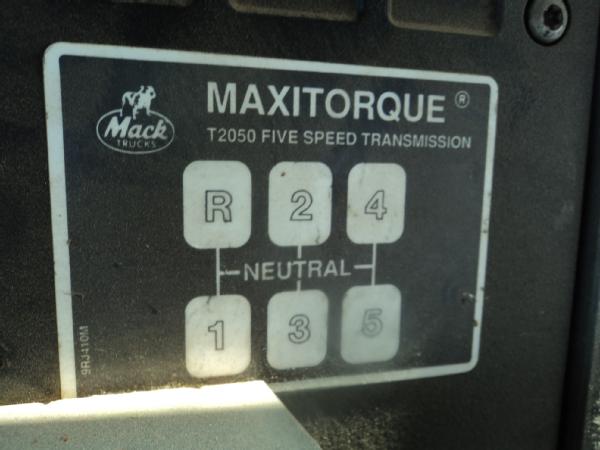 MAXITORQUE ®
Mack
TRUCKS
T2050 FIVE SPEED TRANSMISSION
R 2 4
NEUTRAL
1 3 5
9RJ410M